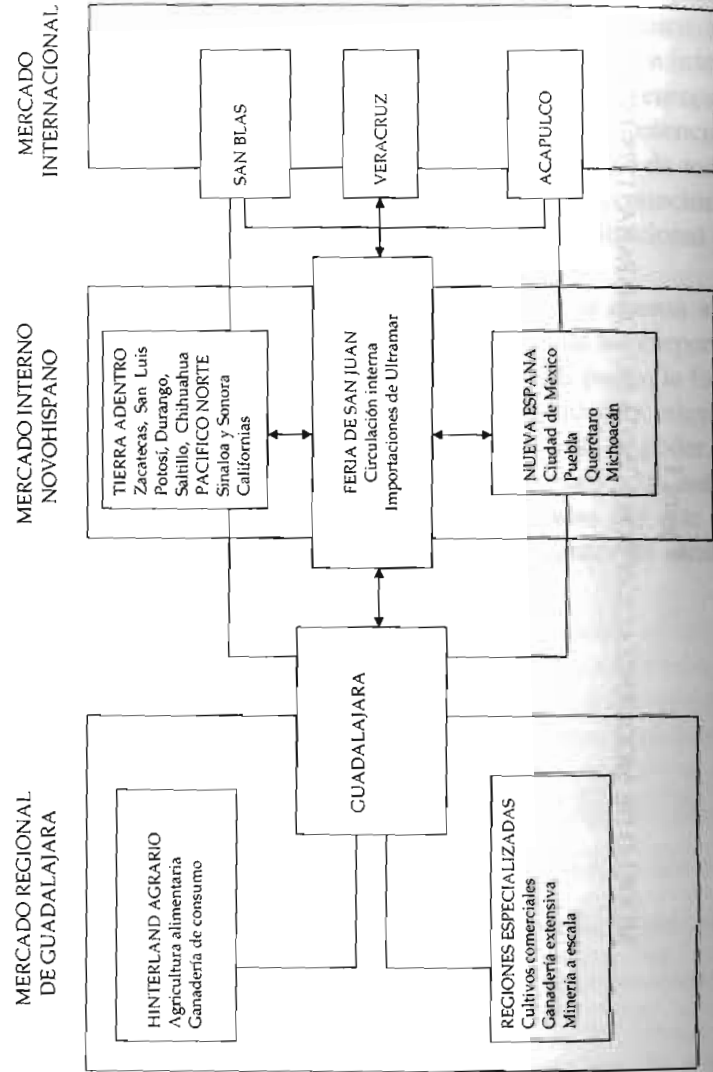 MERCADO REGIONAL
DE GUADALAJARA
HINTERLAND AGRARIO
Agricultura alimentaria
Ganadería de consumo
REGIONES ESPECIALIZADAS
Cultivos comerciales
Ganadería extensiva
Minería a escala
GUADALAJARA
MERCADO INTERNO
NOVOHISPANO
TIERRA ADENTRO
Zacatecas, San Luis
Potosí, Durango,
Saltillo, Chihuahua
PACIFICO NORTE
Sinaloa y Sonora
Californias
FERIA DE SAN JUAN
Circulación interna
Importaciones de Ultramar
NUEVA ESPAÑA
Ciudad de México
Puebla
Querétaro
Michoacán
MERCADO
INTERNACIONAL
SAN BLAS
VERACRUZ
ACAPULCO